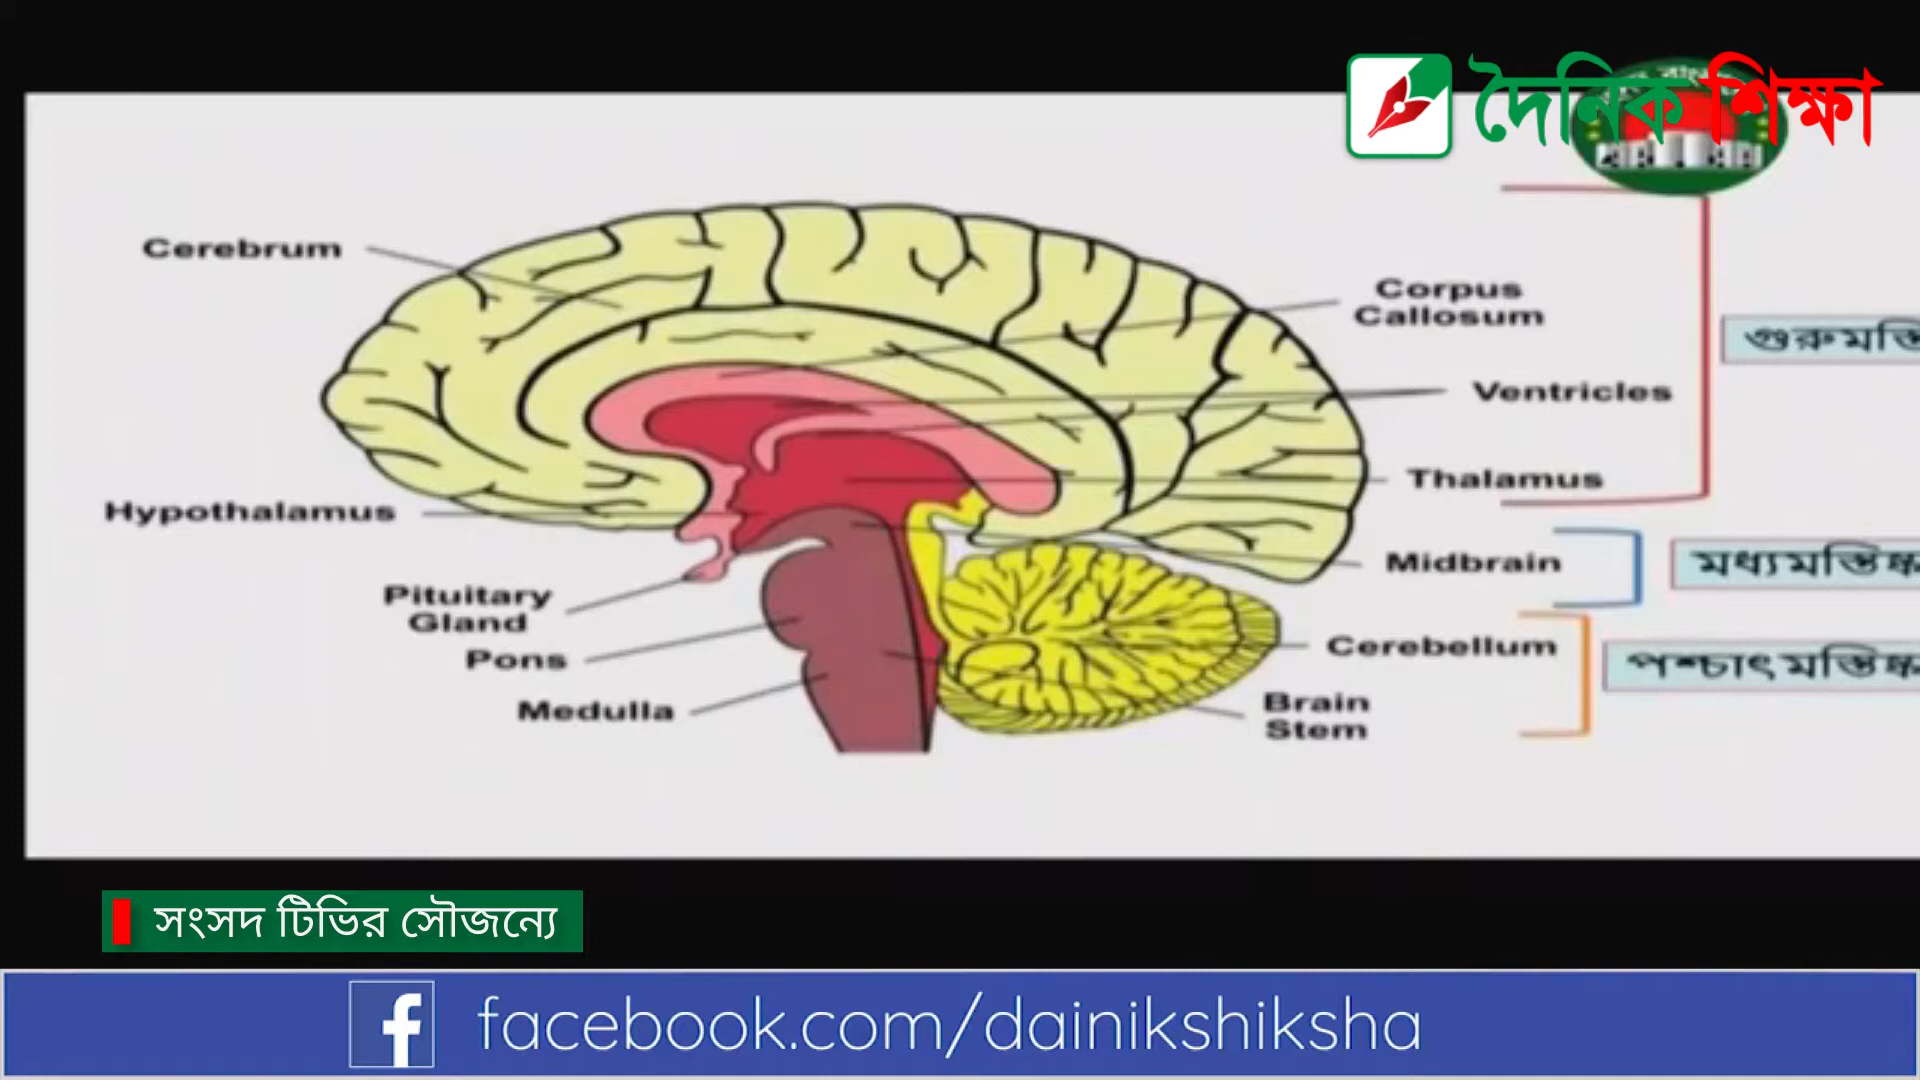 দৈনিক শিক্ষা
Cerebrum
Corpus
Callosum
Ventricles
Thalamus
Hypothalamus
Midbrain
মধ্যমস্তিষ্ক
Pituitary
Gland
Cerebellum
Pons
পশ্চাৎমস্তিষ্ক
Medulla
Brain
Stem
সংসদ টিভির সৌজন্যে
facebook.com/dainikshiksha